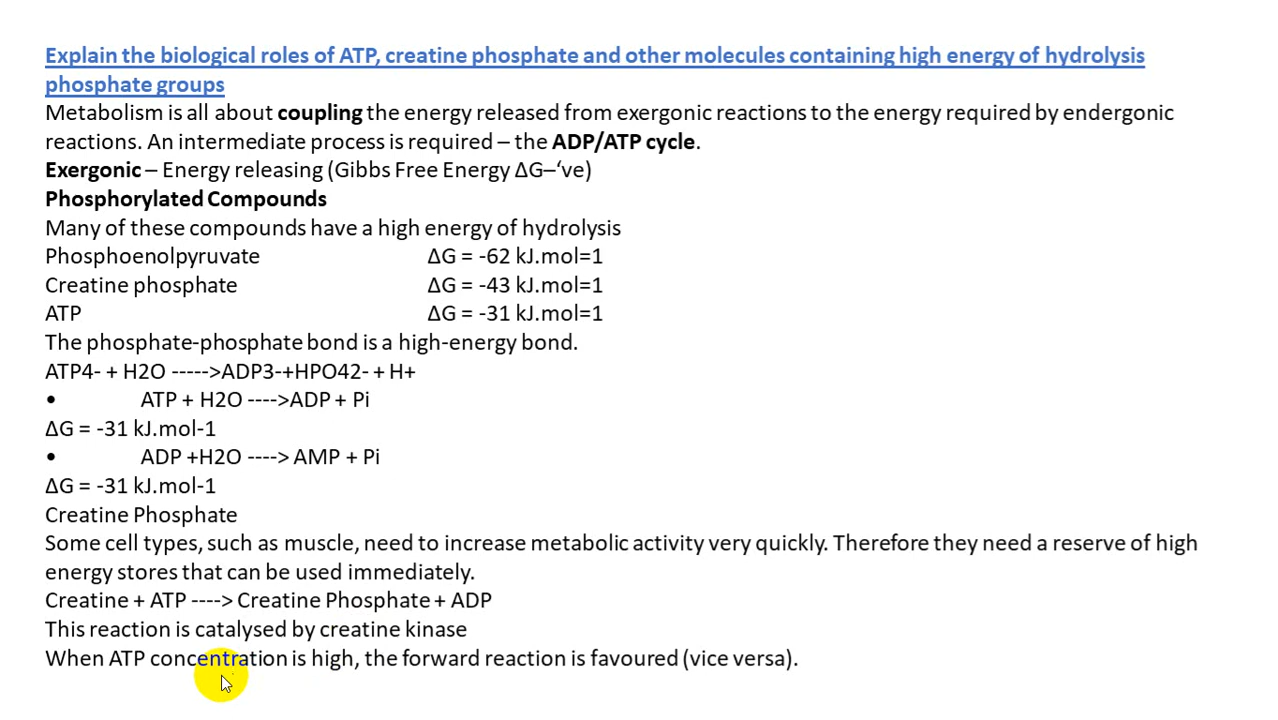 Explain the biological roles of ATP, creatine phosphate and other molecules containing high energy of hydrolysis
phosphate groups
Metabolism is all about coupling the energy released from exergonic reactions to the energy required by endergonic
reactions. An intermediate process is required – the ADP/ATP cycle.
Exergonic – Energy releasing (Gibbs Free Energy ΔG–‘ve)
Phosphorylated Compounds
Many of these compounds have a high energy of hydrolysis
Phosphoenolpyruvate ΔG = -62 kJ.mol=1
Creatine phosphate ΔG = -43 kJ.mol=1
ATP ΔG = -31 kJ.mol=1
The phosphate-phosphate bond is a high-energy bond.
ATP4- + H2O ----->ADP3-+HPO42- + H+
• ATP + H2O ---->ADP + Pi
ΔG = -31 kJ.mol-1
• ADP +H2O ----> AMP + Pi
ΔG = -31 kJ.mol-1
Creatine Phosphate
Some cell types, such as muscle, need to increase metabolic activity very quickly. Therefore they need a reserve of high
energy stores that can be used immediately.
Creatine + ATP ----> Creatine Phosphate + ADP
This reaction is catalysed by creatine kinase
When ATP concentration is high, the forward reaction is favoured (vice versa).